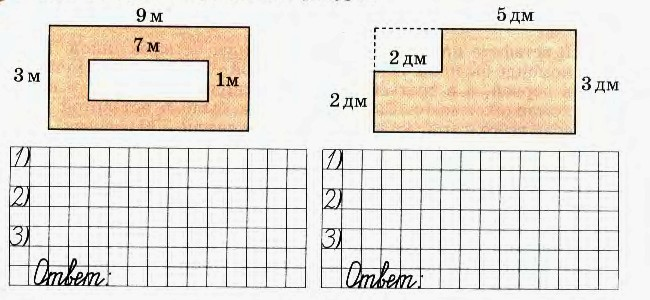 9 м
7 м
3 м
1м
1)
2)
3)
Ответ:
5 дм
2 дм
2 дм
3 дм
1)
2)
3)
Ответ: